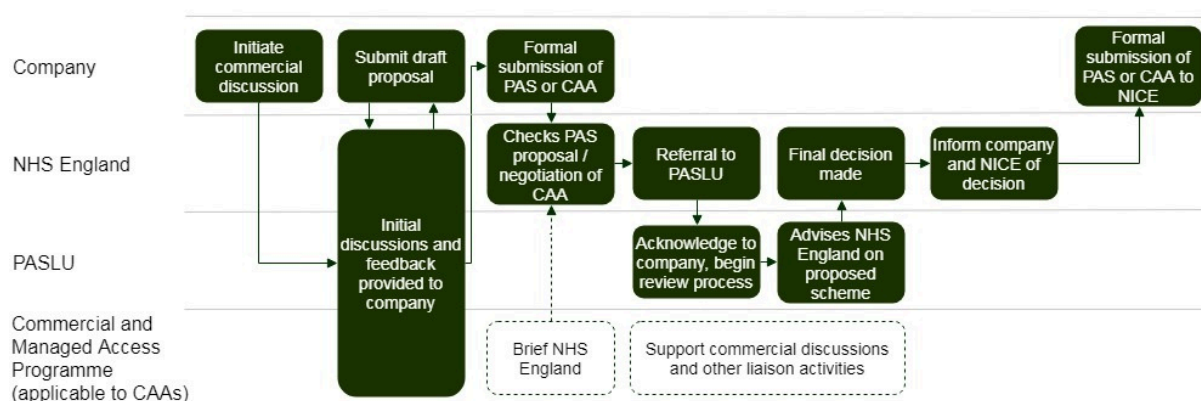 Company
Initiate
commercial
discussion
Submit draft
proposal
Formal
submission of
PAS or CAA
Formal
submission of
PAS or CAA to
NICE
NHS England
Checks PAS
proposal /
negotiation of
CAA
Referral to
PASLU
Final decision
made
Inform company
and NICE of
decision
PASLU
Initial
discussions and
feedback
provided to
company
Acknowledge to
company, begin
review process
Advises NHS
England on
proposed
scheme
Commercial and
Managed Access
Programme
(applicable to CAAs)
Brief NHS
England
Support commercial discussions
and other liaison activities